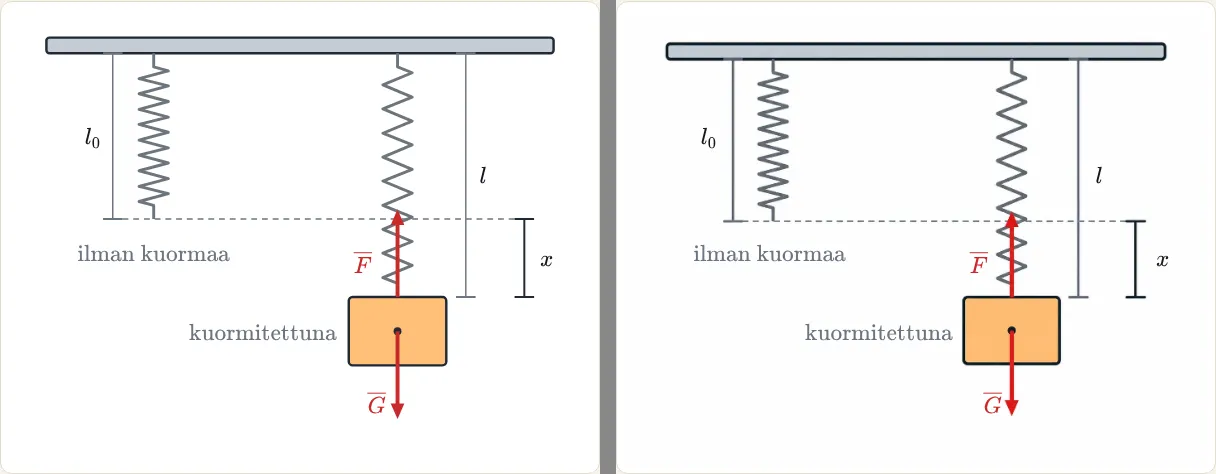 l₀
l
ilman kuormaa
F̅
x
kuormitettuna
G̅
l₀
l
ilman kuormaa
F̅
x
kuormitettuna
G̅